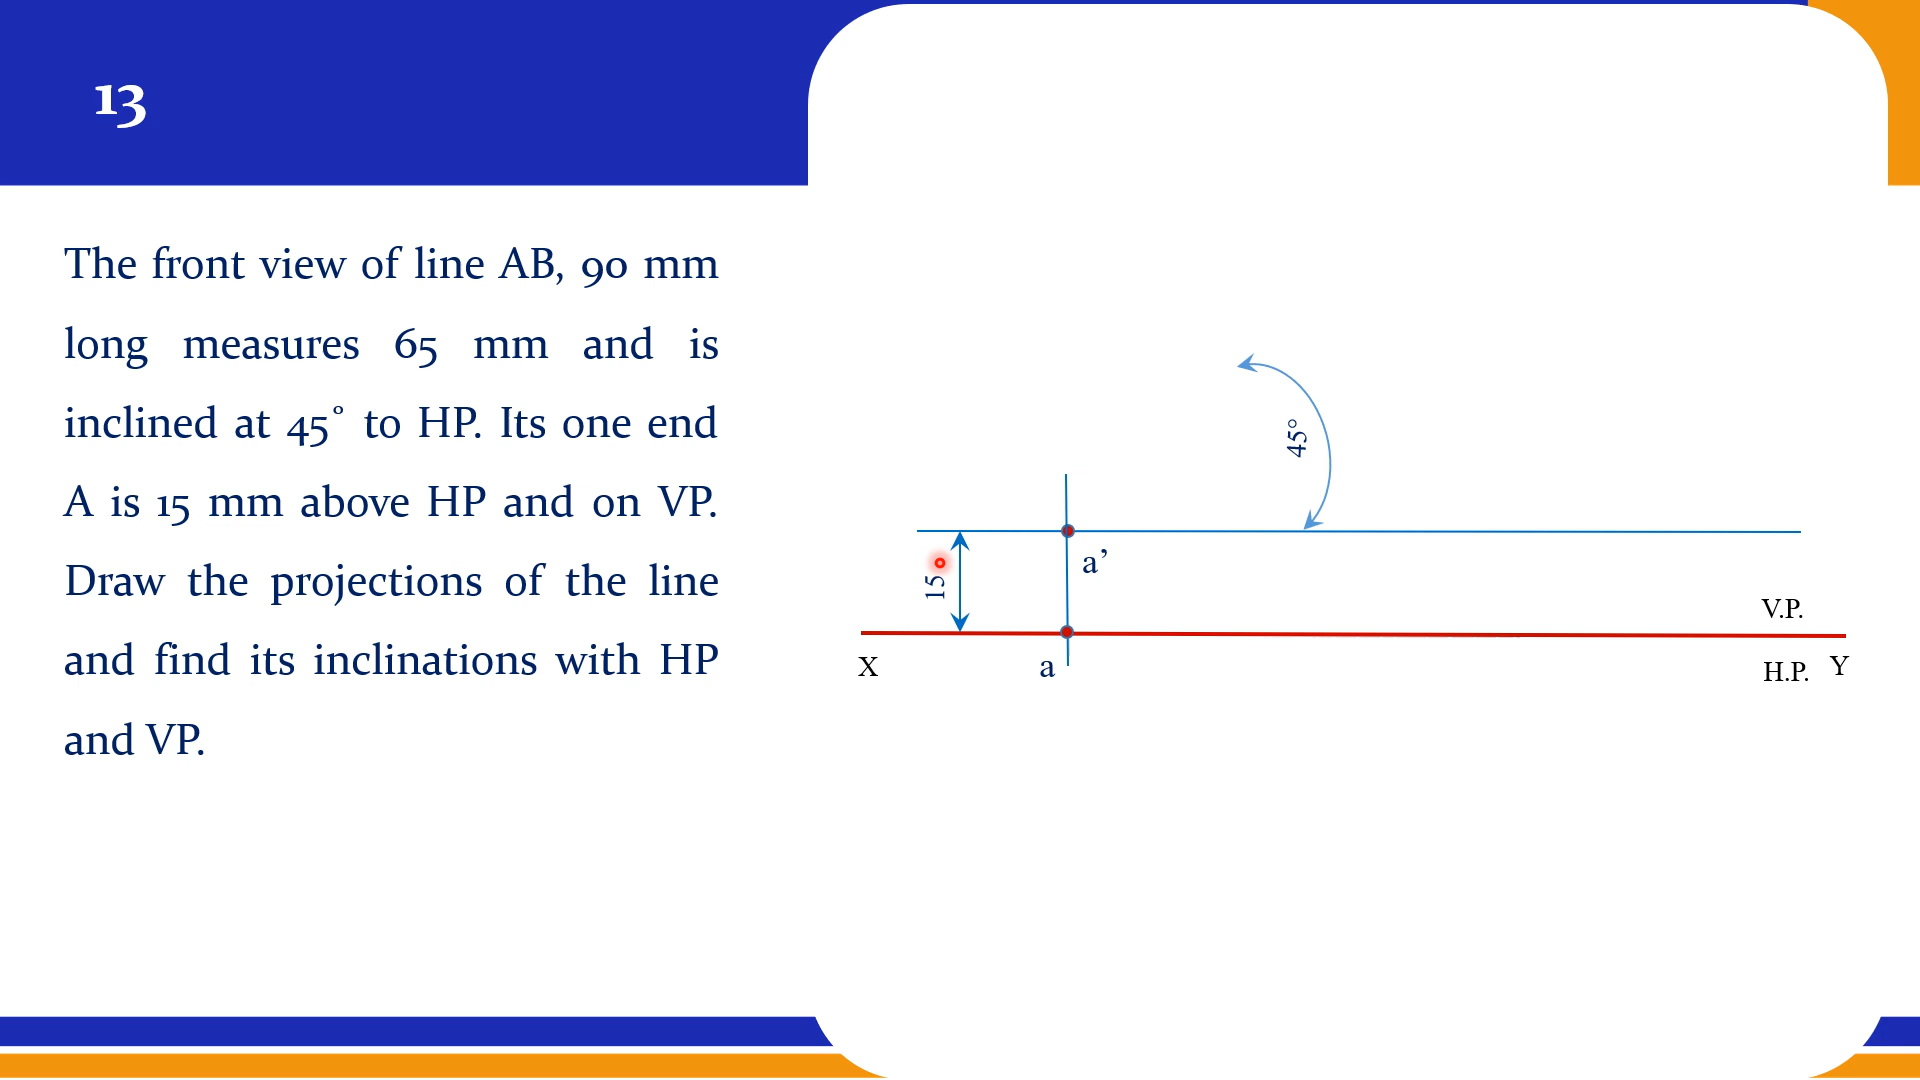 13
The front view of line AB, 90 mm
long measures 65 mm and is
inclined at 45° to HP. Its one end
A is 15 mm above HP and on VP.
Draw the projections of the line
and find its inclinations with HP
and VP.
45°
15
a’
V.P.
X
a
H.P.
Y